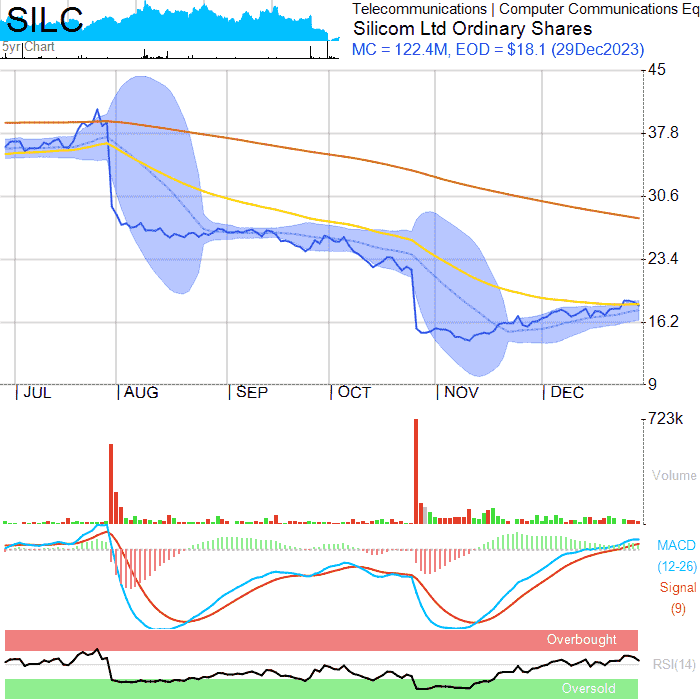 SILC
5yr Chart
Telecommunications | Computer Communications Eq
Silicom Ltd Ordinary Shares
MC = 122.4M, EOD = $18.1 (29Dec2023)
45
37.8
30.6
23.4
16.2
9
JUL
AUG
SEP
OCT
NOV
DEC
723k
Volume
MACD
(12-26)
Signal
(9)
Overbought
RSI(14)
Oversold